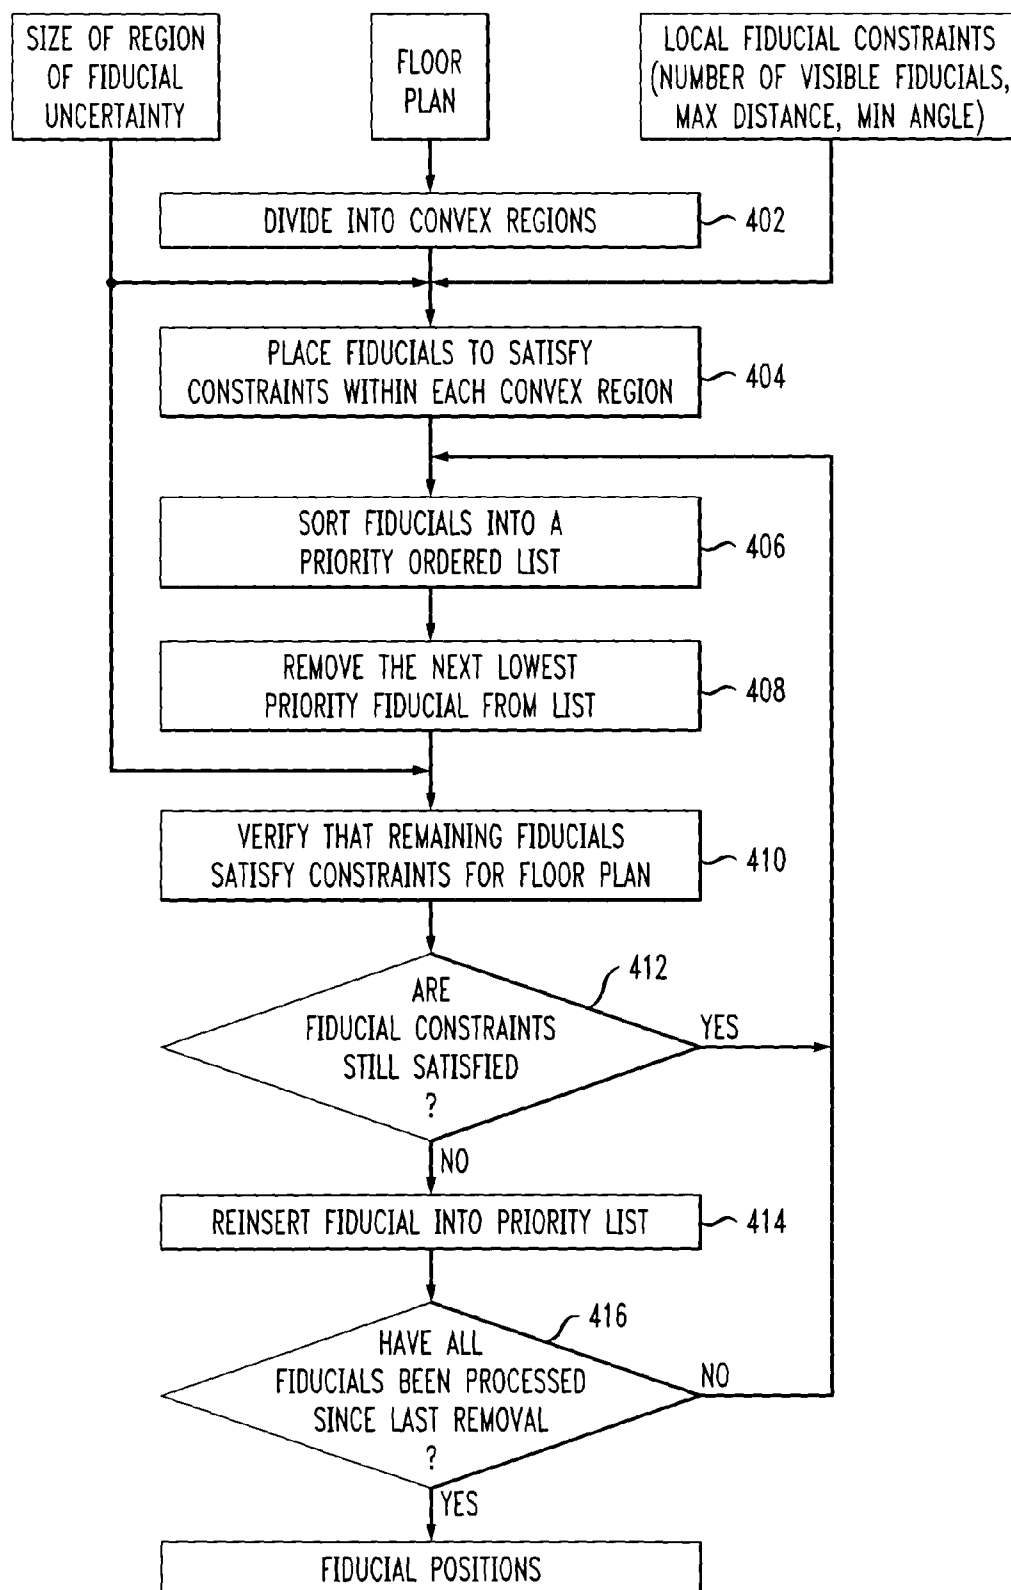 SIZE OF REGION
OF FIDUCIAL
UNCERTAINTY
FLOOR
PLAN
LOCAL FIDUCIAL CONSTRAINTS
(NUMBER OF VISIBLE FIDUCIALS,
MAX DISTANCE, MIN ANGLE)
DIVIDE INTO CONVEX REGIONS
402
PLACE FIDUCIALS TO SATISFY
CONSTRAINTS WITHIN EACH CONVEX REGION
404
SORT FIDUCIALS INTO A
PRIORITY ORDERED LIST
406
REMOVE THE NEXT LOWEST
PRIORITY FIDUCIAL FROM LIST
408
VERIFY THAT REMAINING FIDUCIALS
SATISFY CONSTRAINTS FOR FLOOR PLAN
410
ARE
FIDUCIAL CONSTRAINTS
STILL SATISFIED
?
412
YES
NO
REINSERT FIDUCIAL INTO PRIORITY LIST
414
HAVE ALL
FIDUCIALS BEEN PROCESSED
SINCE LAST REMOVAL
?
416
NO
YES
FIDUCIAL POSITIONS